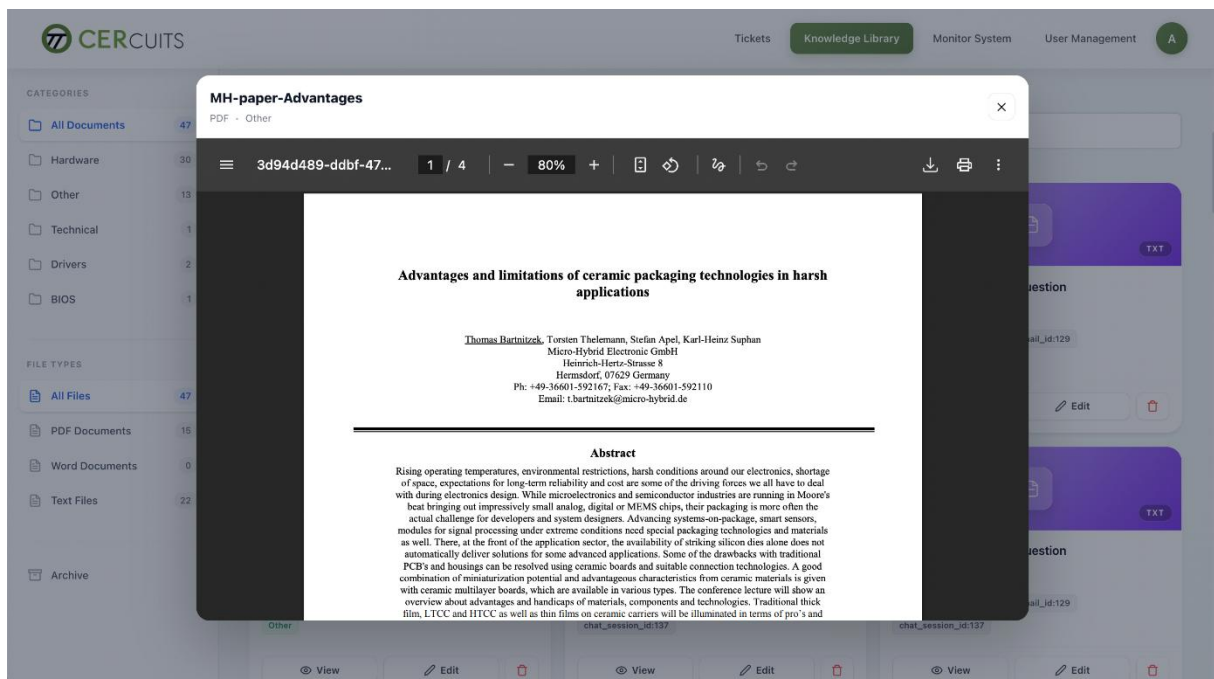 CERCUITS
Tickets
Knowledge Library
Monitor System
User Management
A
CATEGORIES
All Documents 47
Hardware 30
Other 13
Technical 1
Drivers 2
BIOS 1
FILE TYPES
All Files 47
PDF Documents 15
Word Documents 0
Text Files 22
Archive
MH-paper-Advantages
PDF - Other
3d94d489-ddbf-47...
1 / 4
80%
Advantages and limitations of ceramic packaging technologies in harsh
applications
Thomas Bartnitzek, Torsten Thelemann, Stefan Apel, Karl-Heinz Suphan
Micro-Hybrid Electronic GmbH
Heinrich-Hertz-Strasse 8
Hermsdorf, 07629 Germany
Ph: +49-36601-592167; Fax: +49-36601-592110
Email: t.bartnitzek@micro-hybrid.de
Abstract
Rising operating temperatures, environmental restrictions, harsh conditions around our electronics, shortage
of space, expectations for long-term reliability and cost are some of the driving forces we all have to deal
with during electronics design. While microelectronics and semiconductor industries are running in Moore's
beat bringing out impressively small analog, digital or MEMS chips, their packaging is more often the
actual challenge for developers and system designers. Advancing systems-on-package, smart sensors,
modules for signal processing under extreme conditions need special packaging technologies and materials
as well. There, at the front of the application sector, the availability of striking silicon dies alone does not
automatically deliver solutions for some advanced applications. Some of the drawbacks with traditional
PCB's and housings can be resolved using ceramic boards and suitable connection technologies. A good
combination of miniaturization potential and advantageous characteristics from ceramic materials is given
with ceramic multilayer boards, which are available in various types. The conference lecture will show an
overview about advantages and handicaps of materials, components and technologies. Traditional thick
film, LTCC and HTCC as well as thin films on ceramic carriers will be illuminated in terms of pro`s and
TXT
uestion
ail_id:129
Edit
TXT
uestion
ail_id:129
Other
chat_session_id:137
chat_session_id:137
View
Edit
View
Edit
View
Edit